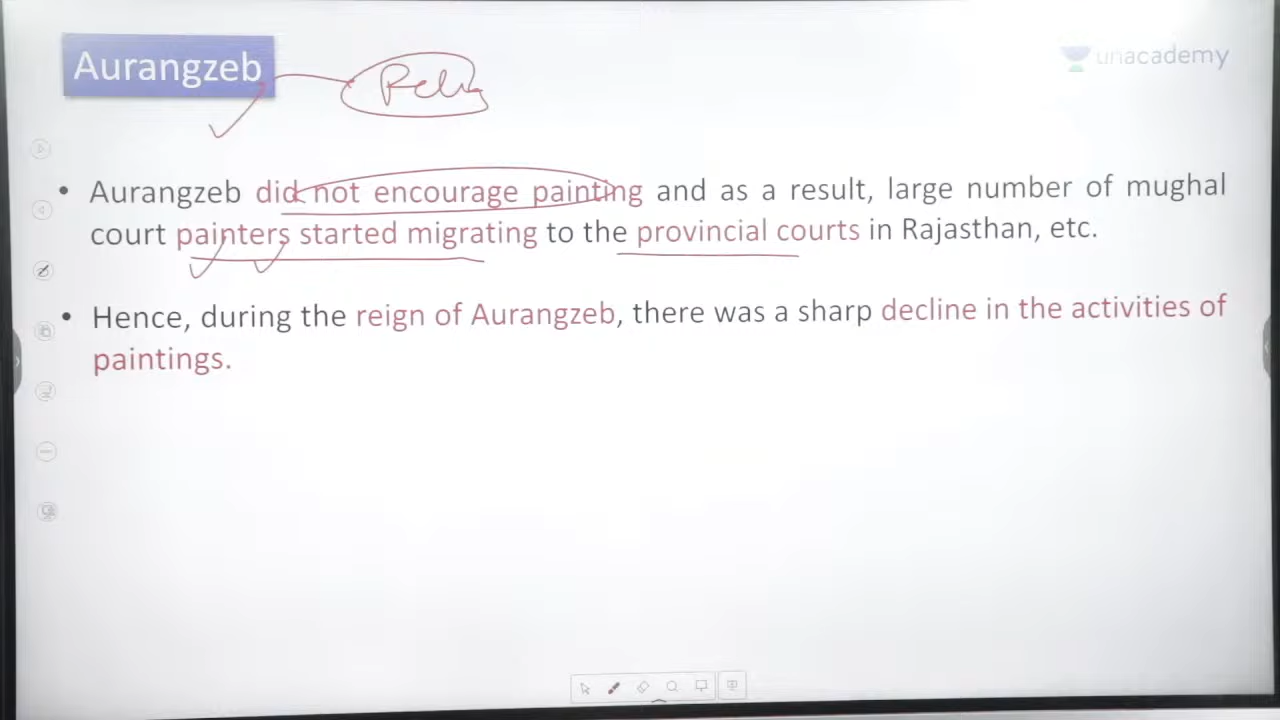 Aurangzeb
unacademy
• Aurangzeb did not encourage painting and as a result, large number of mughal
court painters started migrating to the provincial courts in Rajasthan, etc.
• Hence, during the reign of Aurangzeb, there was a sharp decline in the activities of
paintings.